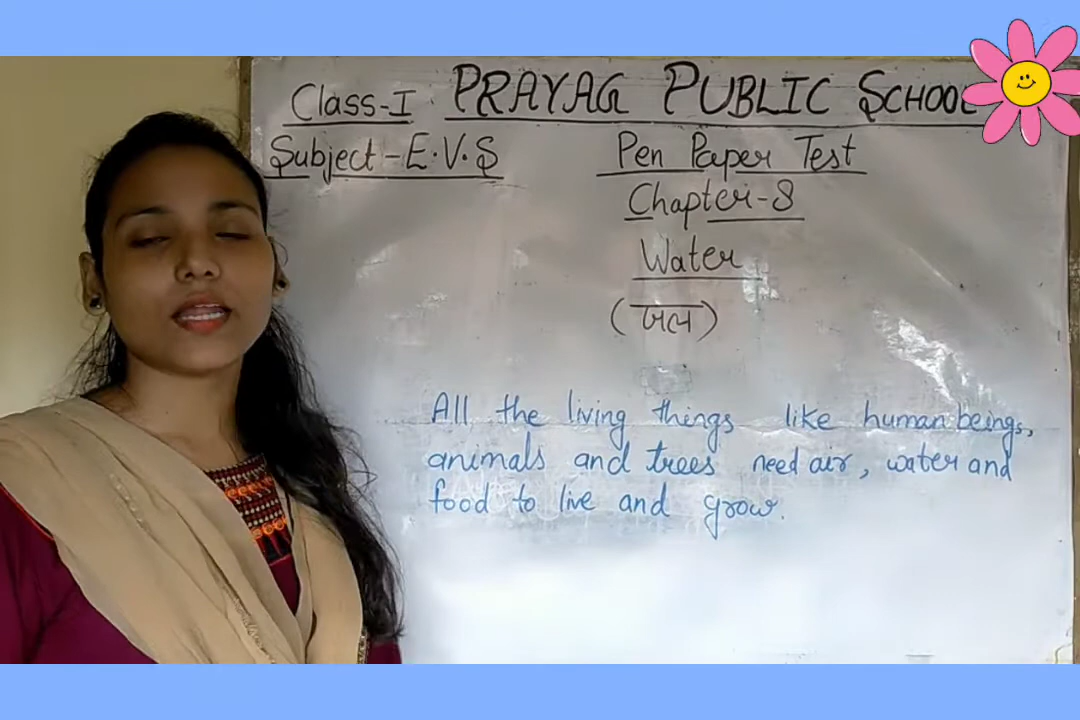 Class-I PRAYAG PUBLIC SCHOOL
Subject-E.V.S Pen Paper Test
Chapter-8
Water
(जल)
All the living things like human beings,
animals and trees need air, water and
food to live and grow.